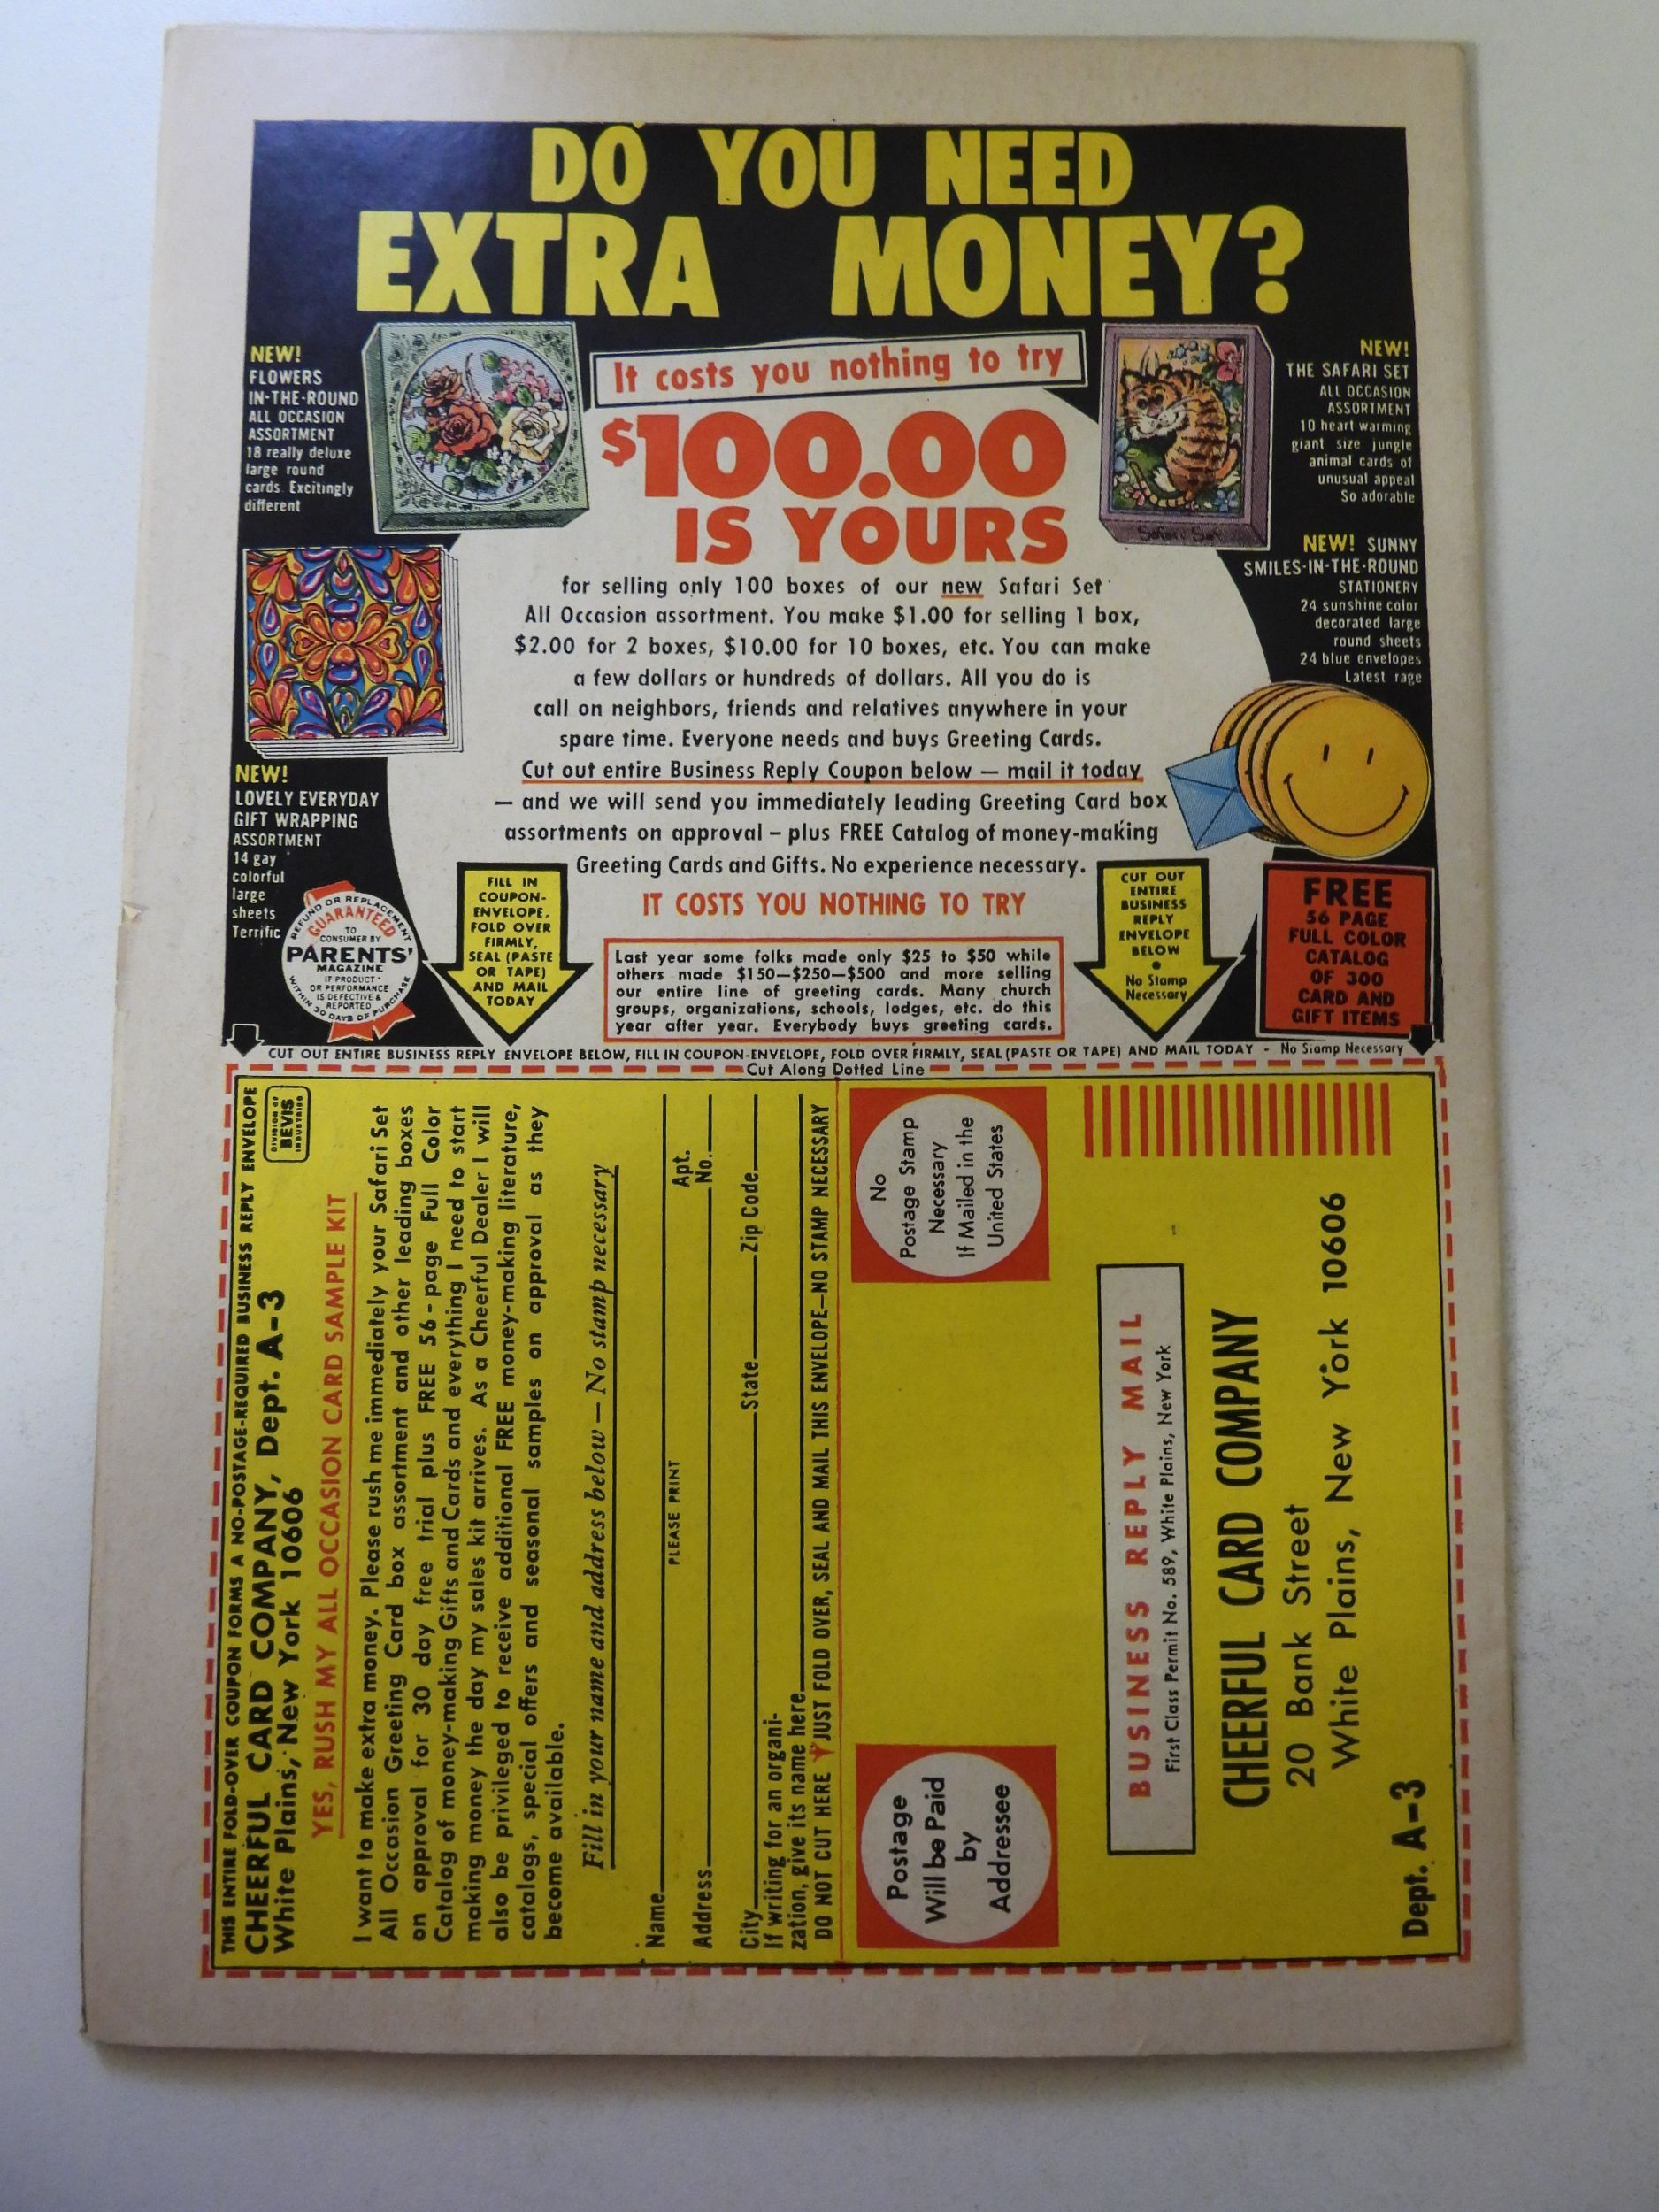 DO YOU NEED
EXTRA MONEY?
NEW!
FLOWERS
IN-THE-ROUND
ALL OCCASION
ASSORTMENT
18 really deluxe
large round
cards. Excitingly
different
It costs you nothing to try
$100.00
IS YOURS
NEW!
THE SAFARI SET
ALL OCCASION
ASSORTMENT
10 heart warming
giant size jungle
animal cards of
unusual appeal
So adorable
Safari Set
for selling only 100 boxes of our new Safari Set
All Occasion assortment. You make $1.00 for selling 1 box,
$2.00 for 2 boxes, $10.00 for 10 boxes, etc. You can make
a few dollars or hundreds of dollars. All you do is
call on neighbors, friends and relatives anywhere in your
spare time. Everyone needs and buys Greeting Cards.
Cut out entire Business Reply Coupon below — mail it today
— and we will send you immediately leading Greeting Card box
assortments on approval – plus FREE Catalog of money-making
Greeting Cards and Gifts. No experience necessary.
IT COSTS YOU NOTHING TO TRY
NEW! SUNNY
SMILES-IN-THE-ROUND
STATIONERY
24 sunshine color
decorated large
round sheets
24 blue envelopes
Latest rage
NEW!
LOVELY EVERYDAY
GIFT WRAPPING
ASSORTMENT
14 gay
colorful
large
sheets
Terrific
REFUND OR REPLACEMENT
GUARANTEED
TO
CONSUMER BY
PARENTS'
MAGAZINE
IF PRODUCT
OR PERFORMANCE
IS DEFECTIVE &
REPORTED
WITHIN 30 DAYS OF PURCHASE
FILL IN
COUPON-
ENVELOPE,
FOLD OVER
FIRMLY,
SEAL (PASTE
OR TAPE)
AND MAIL
TODAY
Last year some folks made only $25 to $50 while
others made $150—$250—$500 and more selling
our entire line of greeting cards. Many church
groups, organizations, schools, lodges, etc. do this
year after year. Everybody buys greeting cards.
CUT OUT
ENTIRE
BUSINESS
REPLY
ENVELOPE
BELOW
•
No Stamp
Necessary
FREE
56 PAGE
FULL COLOR
CATALOG
OF 300
CARD AND
GIFT ITEMS
CUT OUT ENTIRE BUSINESS REPLY ENVELOPE BELOW, FILL IN COUPON-ENVELOPE, FOLD OVER FIRMLY, SEAL (PASTE OR TAPE) AND MAIL TODAY - No Stamp Necessary
Cut Along Dotted Line
THIS ENTIRE FOLD-OVER COUPON FORMS A NO-POSTAGE-REQUIRED BUSINESS REPLY ENVELOPE
CHEERFUL CARD COMPANY, Dept. A-3
White Plains, New York 10606
DIVISION OF
BEVIS
INDUSTRIES
YES, RUSH MY ALL OCCASION CARD SAMPLE KIT
I want to make extra money. Please rush me immediately your Safari Set
All Occasion Greeting Card box assortment and other leading boxes
on approval for 30 day free trial plus FREE 56-page Full Color
Catalog of money-making Gifts and Cards and everything I need to start
making money the day my sales kit arrives. As a Cheerful Dealer I will
also be privileged to receive additional FREE money-making literature,
catalogs, special offers and seasonal samples on approval as they
become available.
Fill in your name and address below — No stamp necessary
Name
PLEASE PRINT
Address Apt. No.
City State Zip Code
If writing for an organi-
zation, give its name here
DO NOT CUT HERE JUST FOLD OVER, SEAL AND MAIL THIS ENVELOPE—NO STAMP NECESSARY
Postage
Will be Paid
by
Addressee
No
Postage Stamp
Necessary
If Mailed in the
United States
BUSINESS REPLY MAIL
First Class Permit No. 589, White Plains, New York
CHEERFUL CARD COMPANY
20 Bank Street
White Plains, New York 10606
Dept. A-3